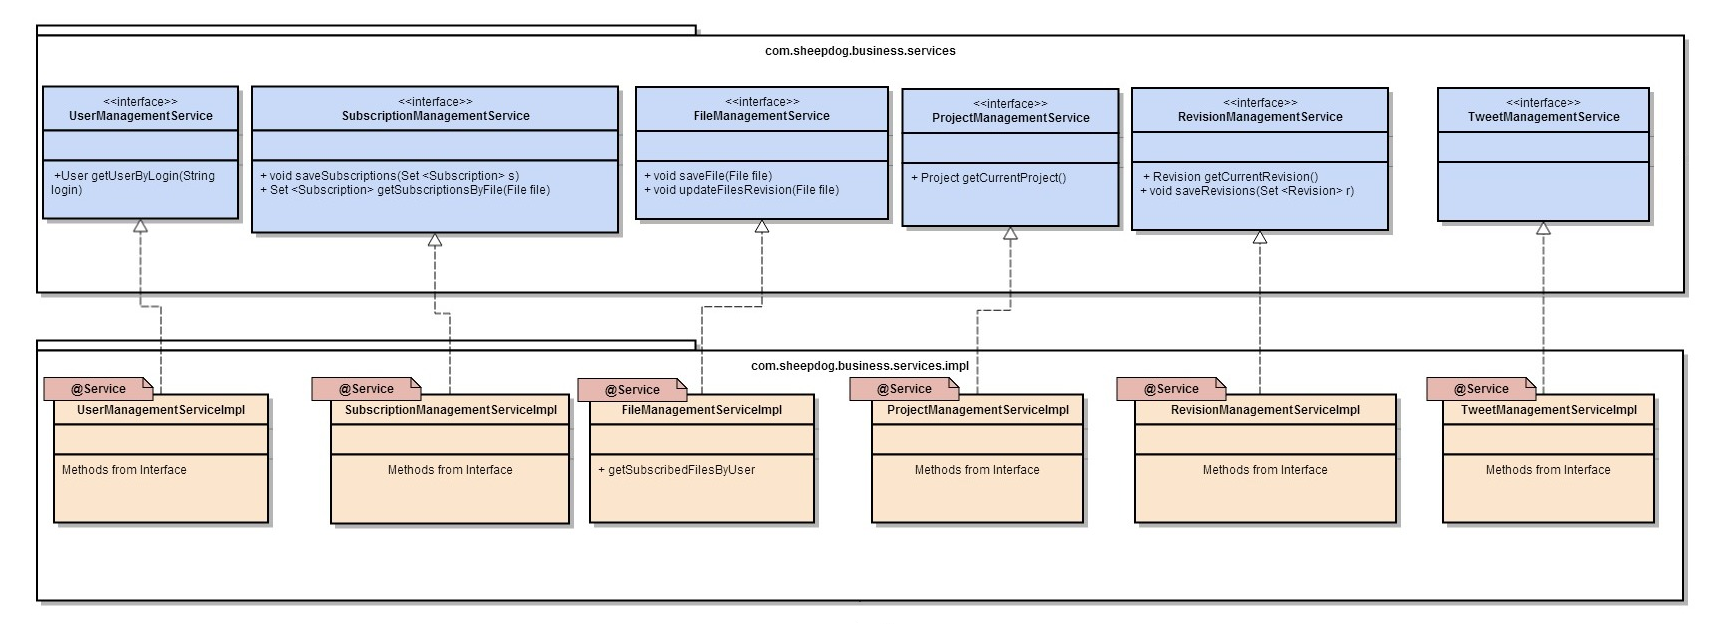 com.sheepdog.business.services
<<interface>>
UserManagementService
+User getUserByLogin(String
login)
<<interface>>
SubscriptionManagementService
+ void saveSubscriptions(Set <Subscription> s)
+ Set <Subscription> getSubscriptionsByFile(File file)
<<interface>>
FileManagementService
+ void saveFile(File file)
+ void updateFilesRevision(File file)
<<interface>>
ProjectManagementService
+ Project getCurrentProject()
<<interface>>
RevisionManagementService
+ Revision getCurrentRevision()
+ void saveRevisions(Set <Revision> r)
<<interface>>
TweetManagementService
com.sheepdog.business.services.impl
@Service
UserManagementServiceImpl
Methods from Interface
@Service
SubscriptionManagementServiceImpl
Methods from Interface
@Service
FileManagementServiceImpl
+ getSubscribedFilesByUser
@Service
ProjectManagementServiceImpl
Methods from Interface
@Service
RevisionManagementServiceImpl
Methods from Interface
@Service
TweetManagementServiceImpl
Methods from Interface